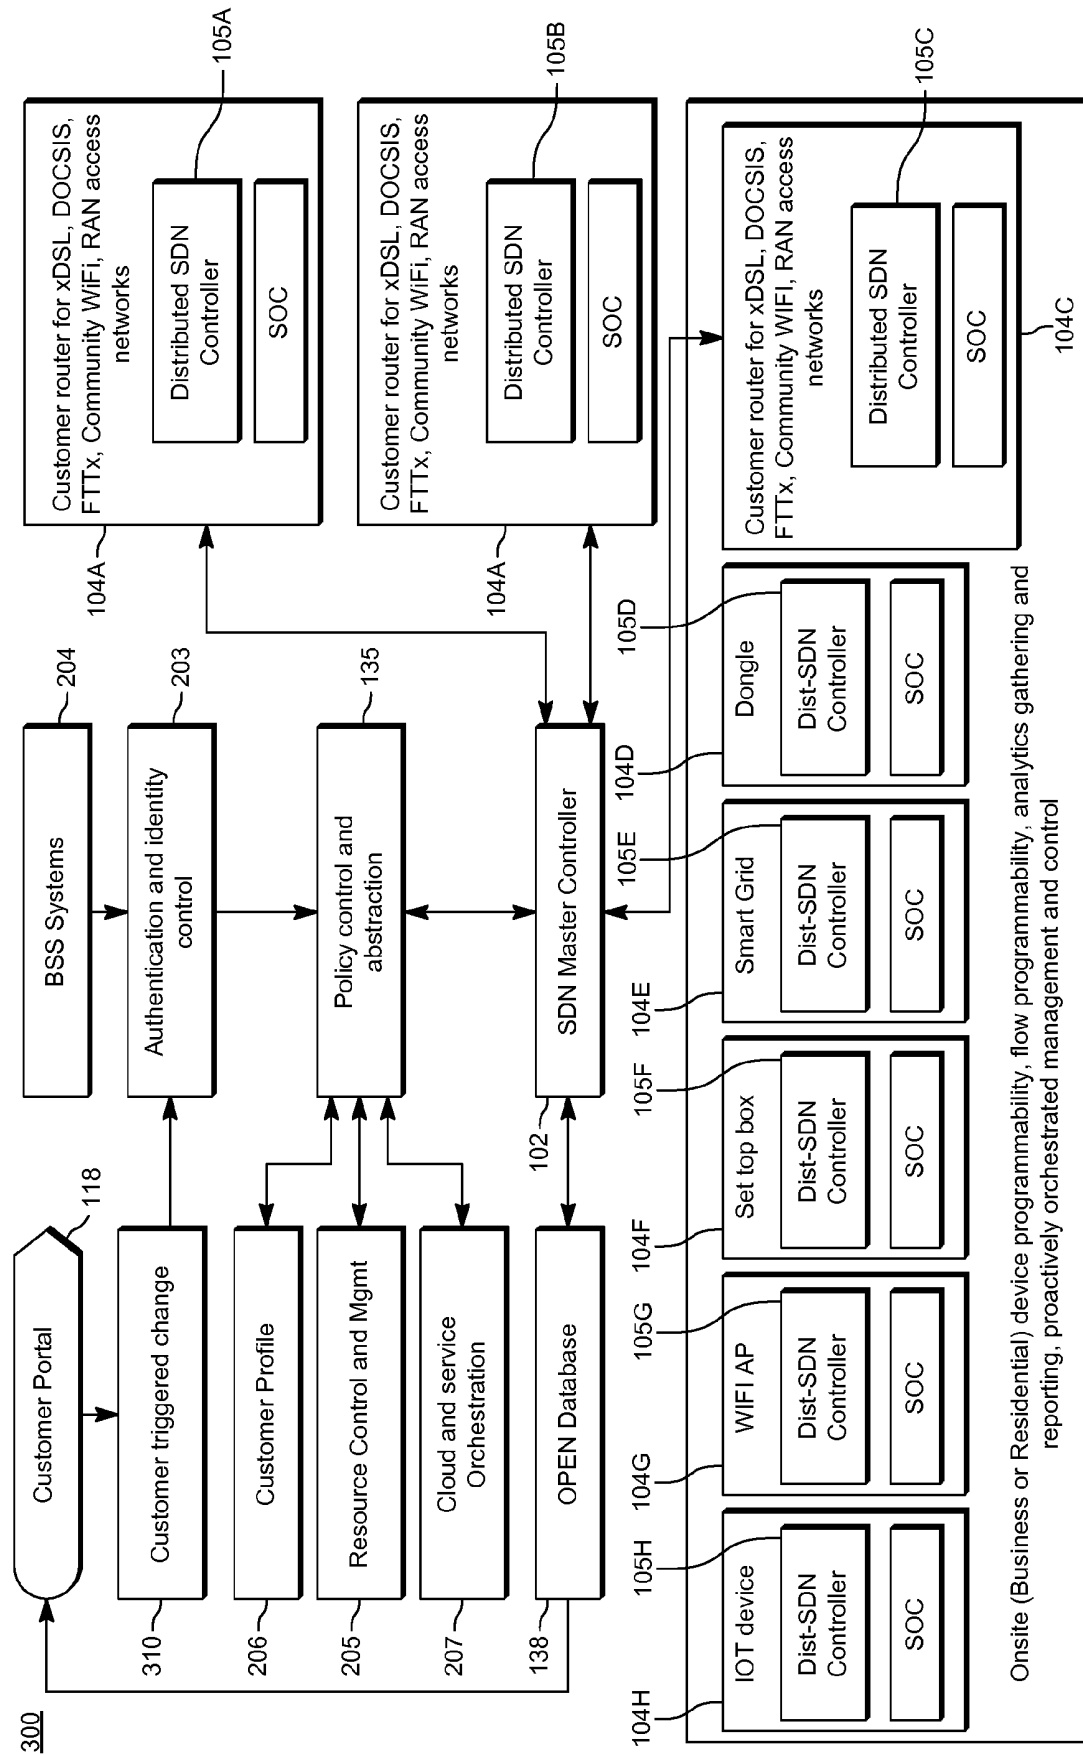 300
Customer Portal
118
BSS Systems
204
Customer triggered change
310
Authentication and identity
control
203
Customer Profile
206
Resource Control and Mgmt
205
Cloud and service
Orchestration
207
Policy control and
abstraction
135
OPEN Database
138
SDN Master Controller
102
Customer router for xDSL, DOCSIS,
FTTx, Community WiFi, RAN access
networks
Distributed SDN
Controller
SOC
104A
105A
Customer router for xDSL, DOCSIS,
FTTx, Community WiFi, RAN access
networks
Distributed SDN
Controller
SOC
104A
105B
104H
105H
IOT device
Dist-SDN
Controller
SOC
104G
105G
WIFI AP
Dist-SDN
Controller
SOC
104F
105F
Set top box
Dist-SDN
Controller
SOC
104E
105E
Smart Grid
Dist-SDN
Controller
SOC
104D
105D
Dongle
Dist-SDN
Controller
SOC
Customer router for xDSL, DOCSIS,
FTTx, Community WIFI, RAN access
networks
Distributed SDN
Controller
SOC
105C
104C
Onsite (Business or Residential) device programmability, flow programmability, analytics gathering and
reporting, proactively orchestrated management and control